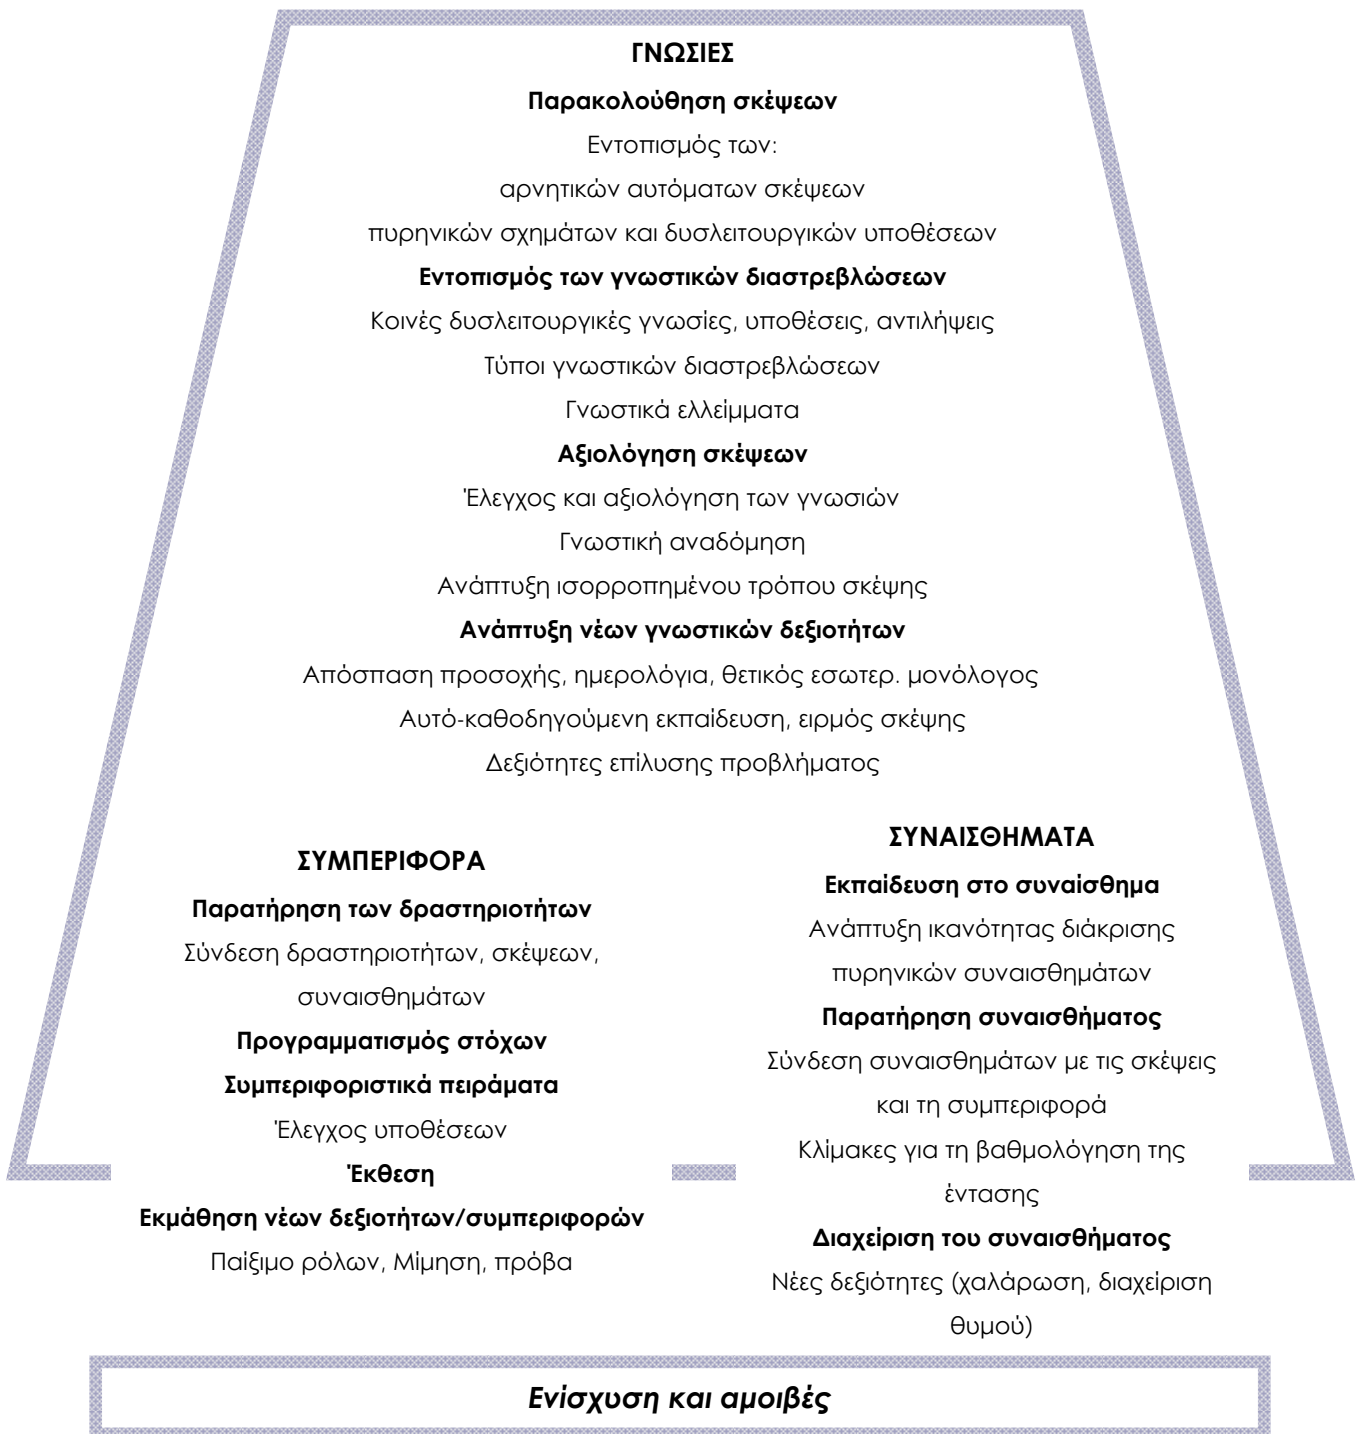 ΓΝΩΣΙΕΣ
Παρακολούθηση σκέψεων
Εντοπισμός των:
αρνητικών αυτόματων σκέψεων
πυρηνικών σχημάτων και δυσλειτουργικών υποθέσεων
Εντοπισμός των γνωστικών διαστρεβλώσεων
Κοινές δυσλειτουργικές γνωσίες, υποθέσεις, αντιλήψεις
Τύποι γνωστικών διαστρεβλώσεων
Γνωστικά ελλείμματα
Αξιολόγηση σκέψεων
Έλεγχος και αξιολόγηση των γνωσιών
Γνωστική αναδόμηση
Ανάπτυξη ισορροπημένου τρόπου σκέψης
Ανάπτυξη νέων γνωστικών δεξιοτήτων
Απόσπαση προσοχής, ημερολόγια, θετικός εσωτερ. μονόλογος
Αυτό-καθοδηγούμενη εκπαίδευση, ειρμός σκέψης
Δεξιότητες επίλυσης προβλήματος
ΣΥΜΠΕΡΙΦΟΡΑ
Παρατήρηση των δραστηριοτήτων
Σύνδεση δραστηριοτήτων, σκέψεων,
συναισθημάτων
Προγραμματισμός στόχων
Συμπεριφοριστικά πειράματα
Έλεγχος υποθέσεων
Έκθεση
Εκμάθηση νέων δεξιοτήτων/συμπεριφορών
Παίξιμο ρόλων, Μίμηση, πρόβα
ΣΥΝΑΙΣΘΗΜΑΤΑ
Εκπαίδευση στο συναίσθημα
Ανάπτυξη ικανότητας διάκρισης
πυρηνικών συναισθημάτων
Παρατήρηση συναισθήματος
Σύνδεση συναισθημάτων με τις σκέψεις
και τη συμπεριφορά
Κλίμακες για τη βαθμολόγηση της
έντασης
Διαχείριση του συναισθήματος
Νέες δεξιότητες (χαλάρωση, διαχείριση
θυμού)
Ενίσχυση και αμοιβές